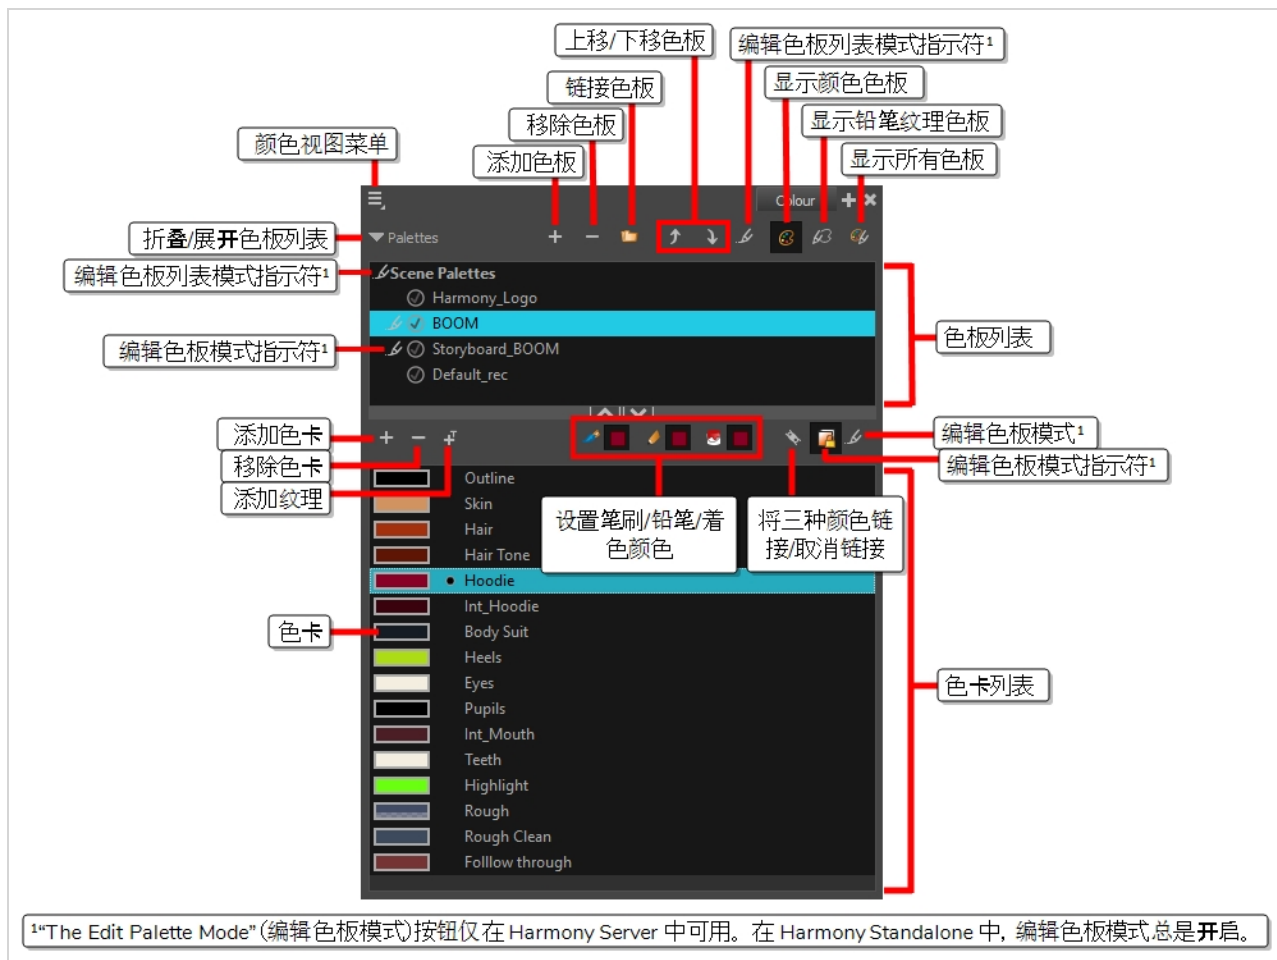 上移/下移色板
编辑色板列表模式指示符¹
链接色板
显示颜色色板
移除色板
显示铅笔纹理色板
颜色视图菜单
添加色板
显示所有色板
Colour
折叠/展开色板列表
Palettes
编辑色板列表模式指示符¹
Scene Palettes
Harmony_Logo
BOOM
色板列表
编辑色板模式指示符¹
Storyboard_BOOM
Default_rec
添加色卡
编辑色板模式¹
移除色卡
编辑色板模式指示符¹
添加纹理
Outline
Skin
设置笔刷/铅笔/着
色颜色
将三种颜色链
接/取消链接
Hair
Hair Tone
Hoodie
Int_Hoodie
色卡
Body Suit
Heels
Eyes
色卡列表
Pupils
Int_Mouth
Teeth
Highlight
Rough
Rough Clean
Folllow through
¹“The Edit Palette Mode”(编辑色板模式)按钮仅在 Harmony Server 中可用。在 Harmony Standalone 中, 编辑色板模式总是开启。